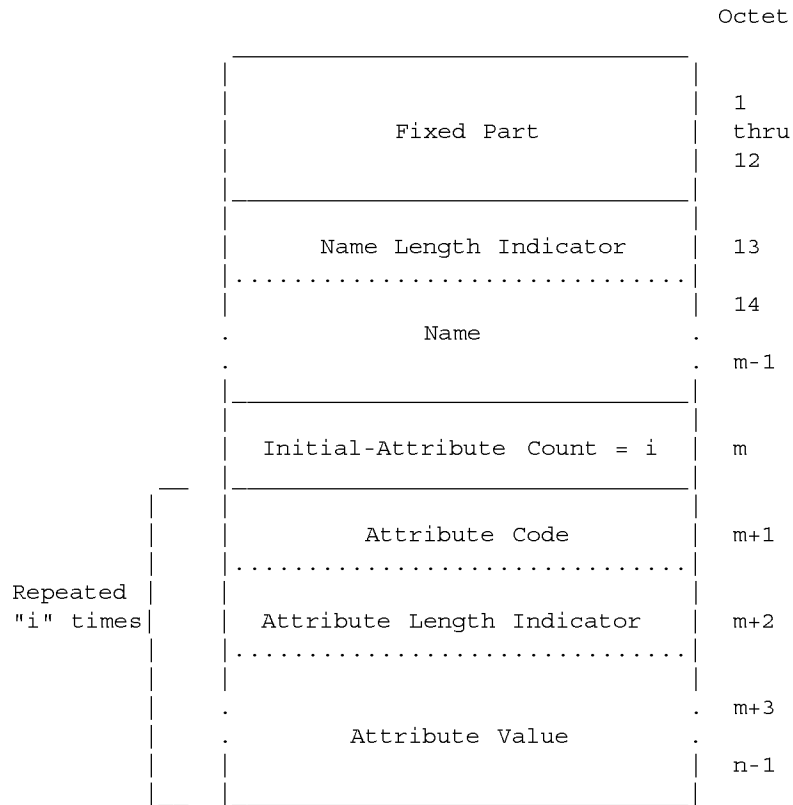 Octet
1
Fixed Part thru
12
Name Length Indicator 13
14
Name
m-1
Initial-Attribute Count = i m
Attribute Code m+1
Repeated
"i" times Attribute Length Indicator m+2
m+3
Attribute Value
n-1